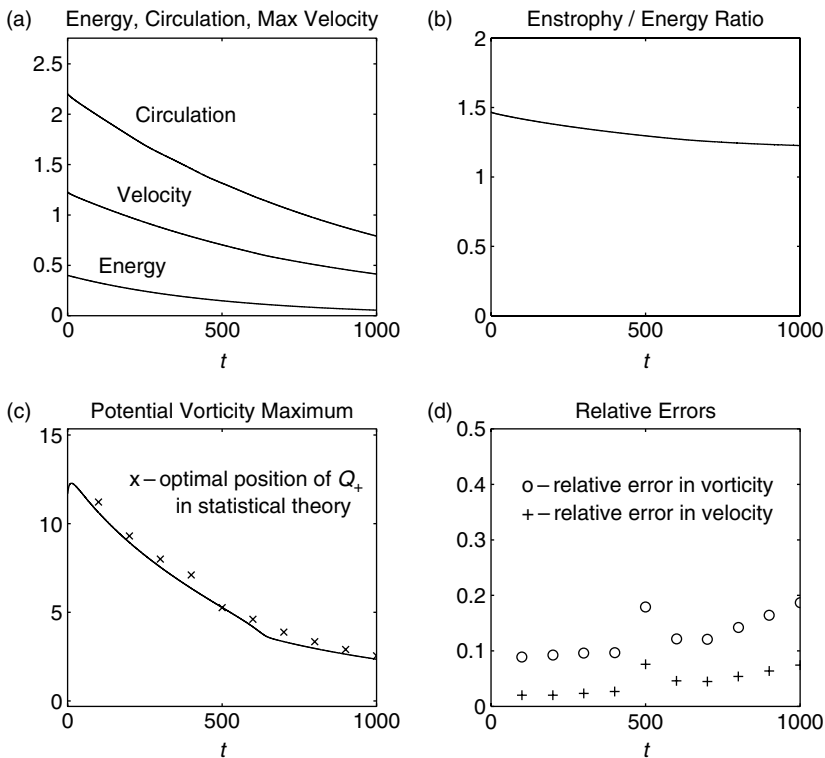 (a) Energy, Circulation, Max Velocity
2.5
2
1.5
1
0.5
0
Circulation
Velocity
Energy
0 500 1000
t
(b) Enstrophy / Energy Ratio
2
1.5
1
0.5
0
0 500 1000
t
(c) Potential Vorticity Maximum
15
10
5
0
x – optimal position of Q+
in statistical theory
0 500 1000
t
(d) Relative Errors
0.5
0.4
0.3
0.2
0.1
0
o – relative error in vorticity
+ – relative error in velocity
0 500 1000
t